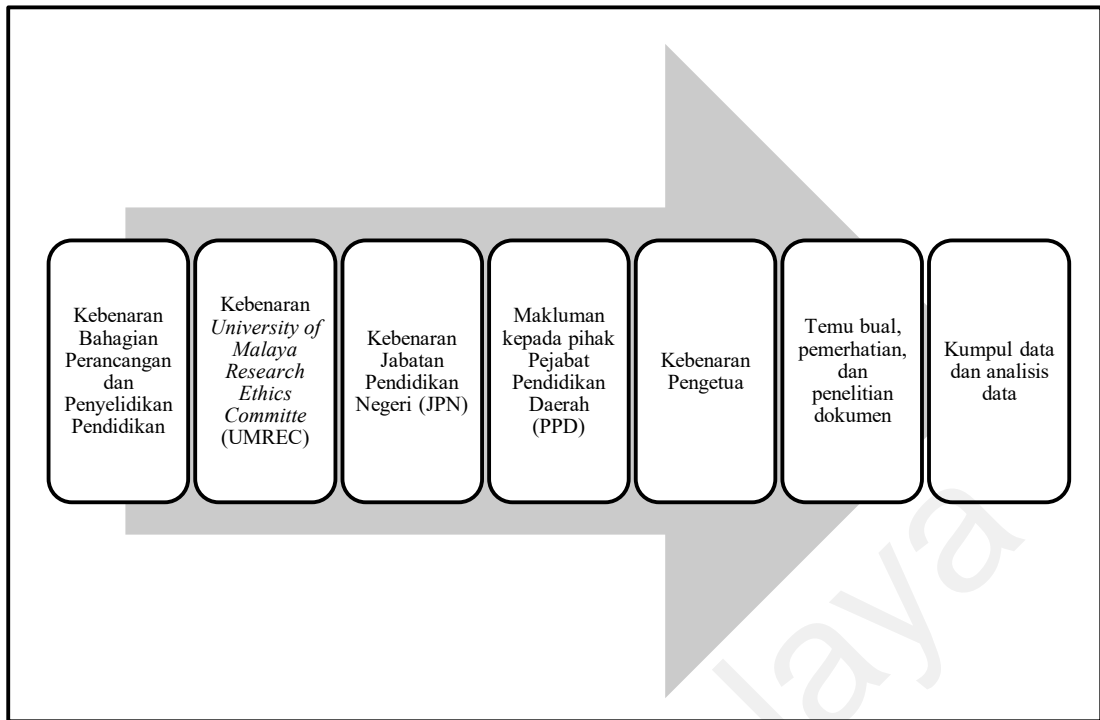 Kebenaran
Bahagian
Perancangan
dan
Penyelidikan
Pendidikan
Kebenaran
University of
Malaya
Research
Ethics
Committe
(UMREC)
Kebenaran
Jabatan
Pendidikan
Negeri (JPN)
Makluman
kepada pihak
Pejabat
Pendidikan
Daerah
(PPD)
Kebenaran
Pengetua
Temu bual,
pemerhatian,
dan
penelitian
dokumen
Kumpul data
dan analisis
data
laya